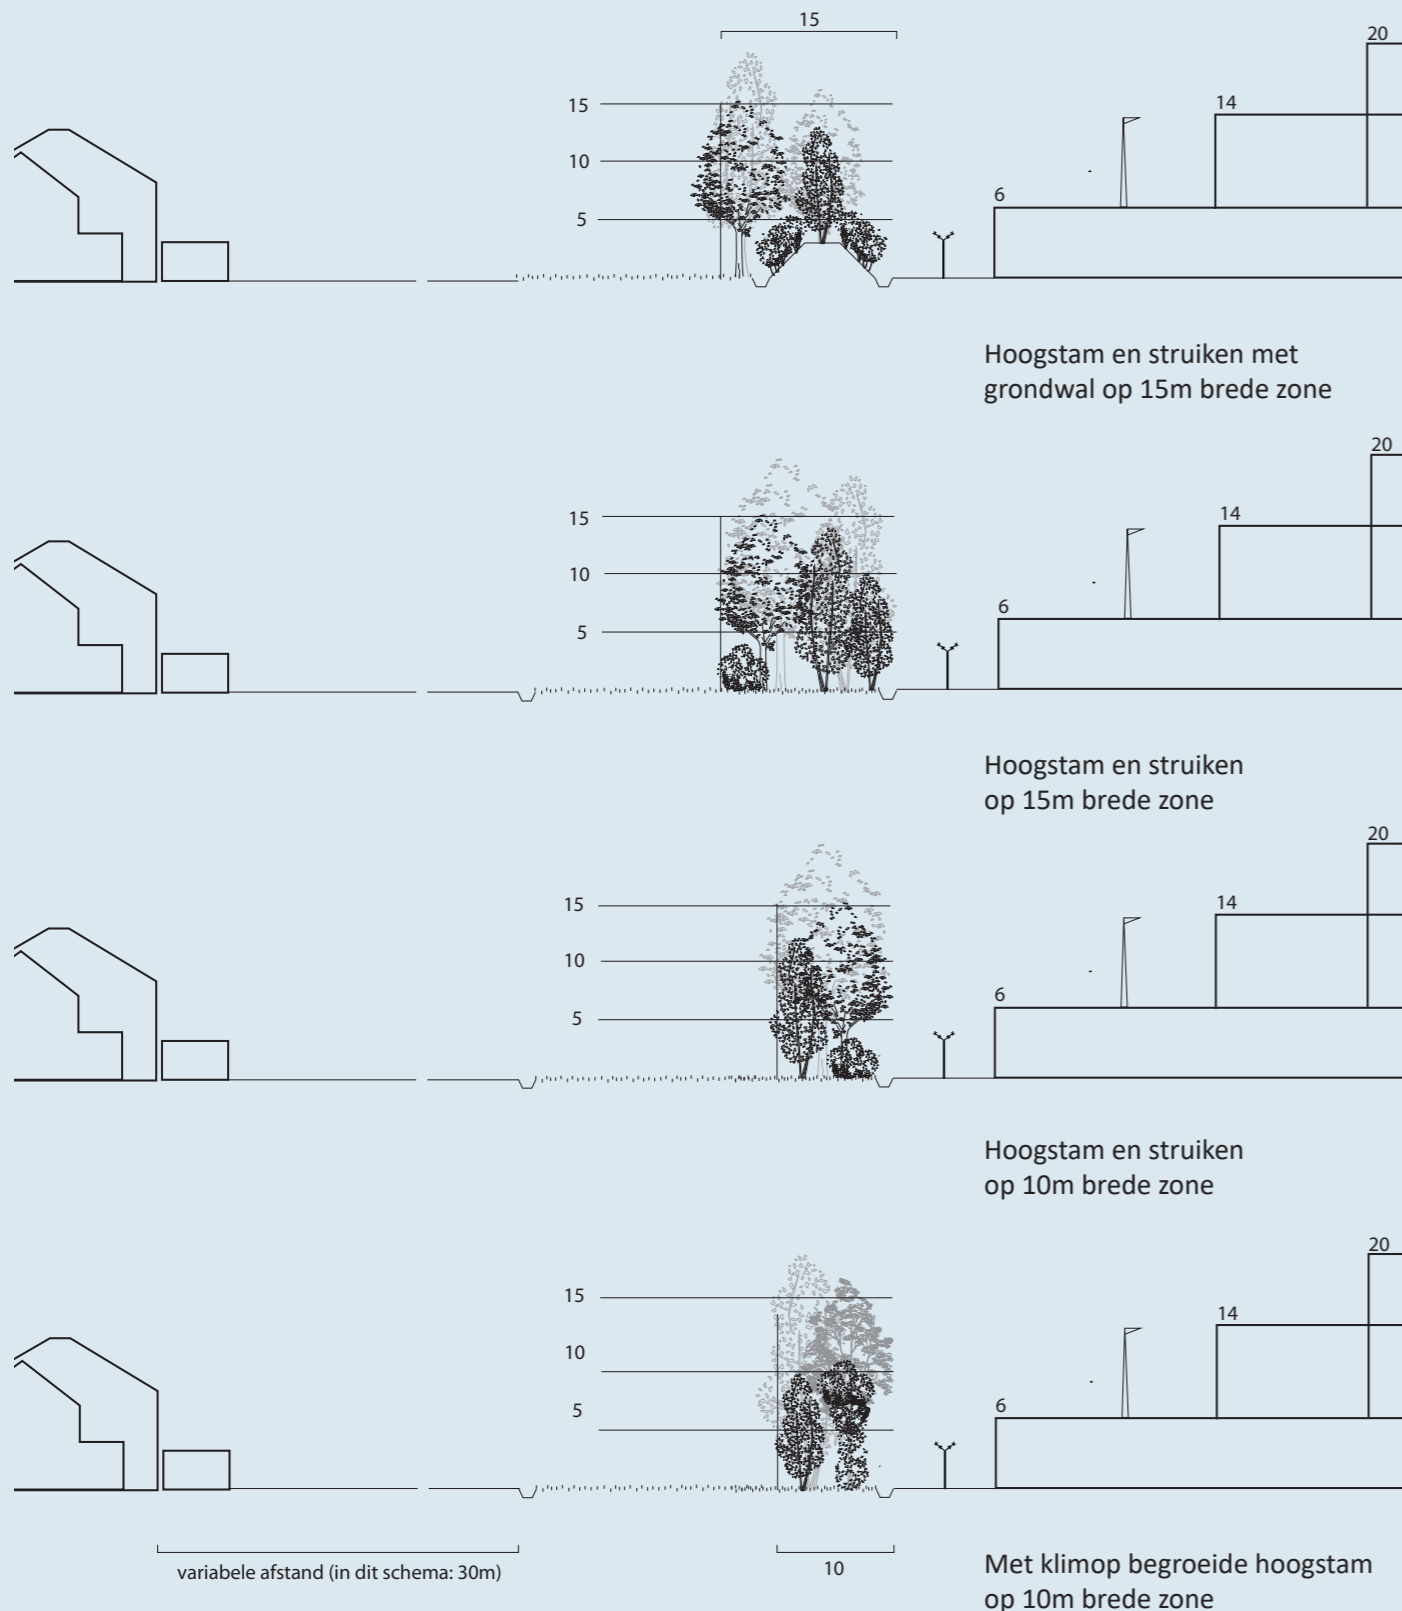 15
20
15
14
10
6
5
Hoogstam en struiken met
grondwal op 15m brede zone
20
15
14
10
6
5
Hoogstam en struiken
op 15m brede zone
20
15
14
10
6
5
Hoogstam en struiken
op 10m brede zone
20
15
14
10
6
5
variabele afstand (in dit schema: 30m)
10
Met klimop begroeide hoogstam
op 10m brede zone